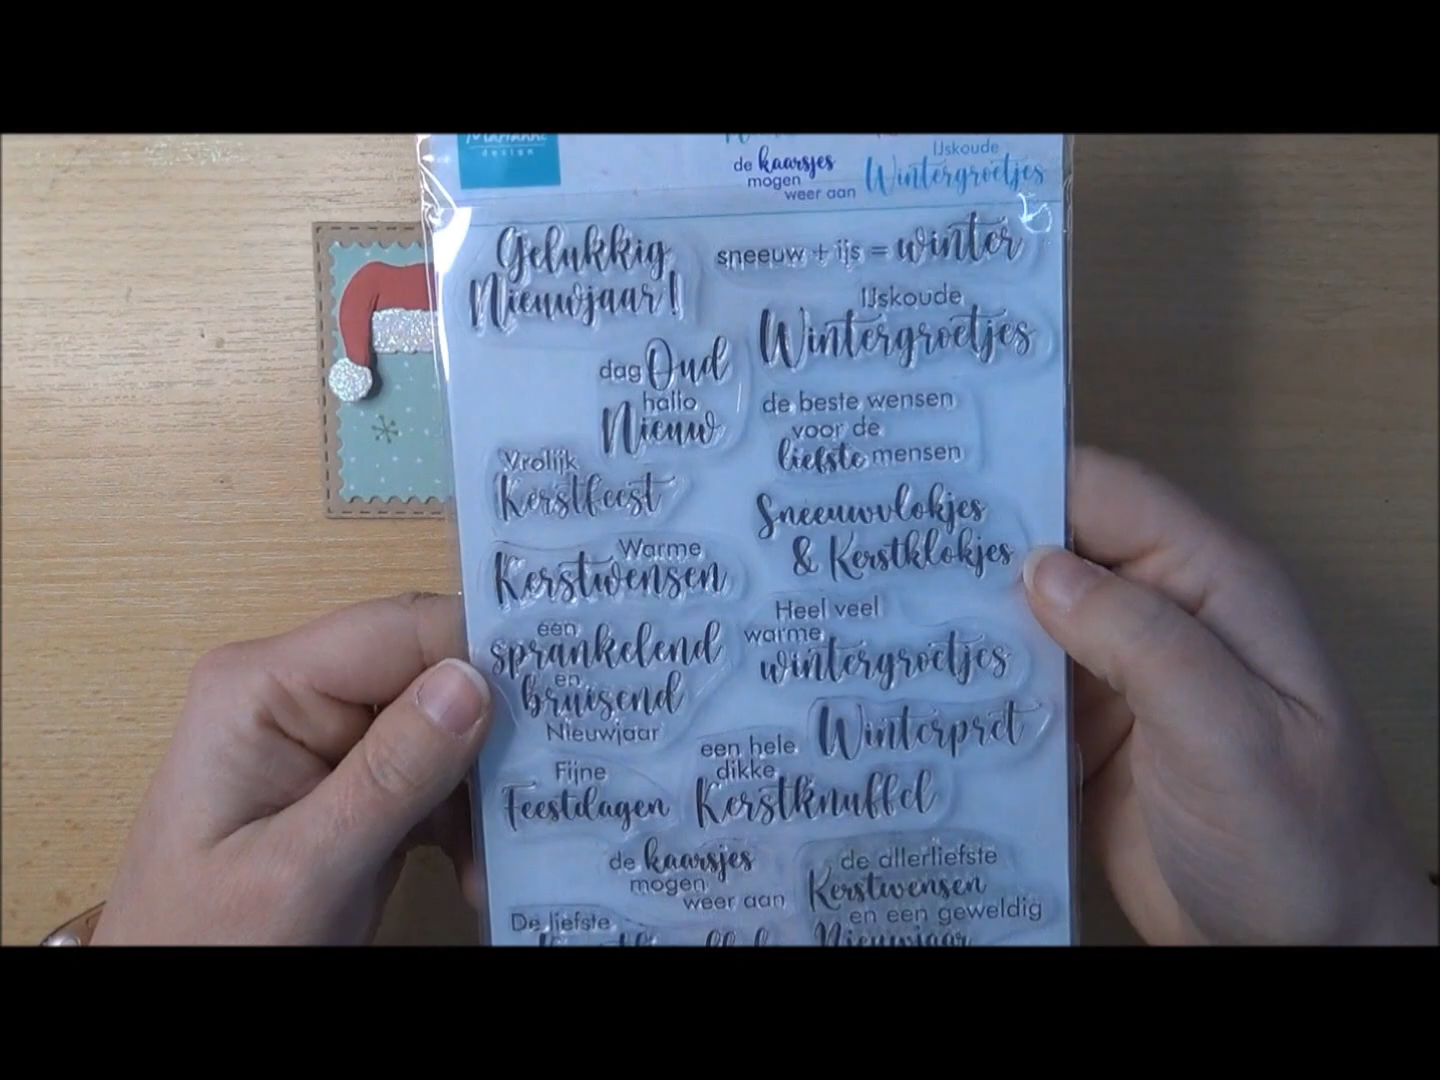 Marianne
design
de kaarsjes
mogen
weer aan
IJskoude
Wintergroetjes
Gelukkig
Nieuwjaar!
sneeuw + ijs = winter
IJskoude
Wintergroetjes
dag Oud
hallo
Nieuw
de beste wensen
voor de
liefste mensen
Vrolijk
Kerstfeest
Sneeuwvlokjes
& Kerstklokjes
Warme
Kerstwensen
Heel veel
warme
wintergroetjes
een
sprankelend
en
bruisend
Nieuwjaar
Winterpret
een hele
dikke
Kerstknuffel
Fijne
Feestdagen
de kaarsjes
mogen
weer aan
de allerliefste
Kerstwensen
en een geweldig
Nieuwjaar
De liefste